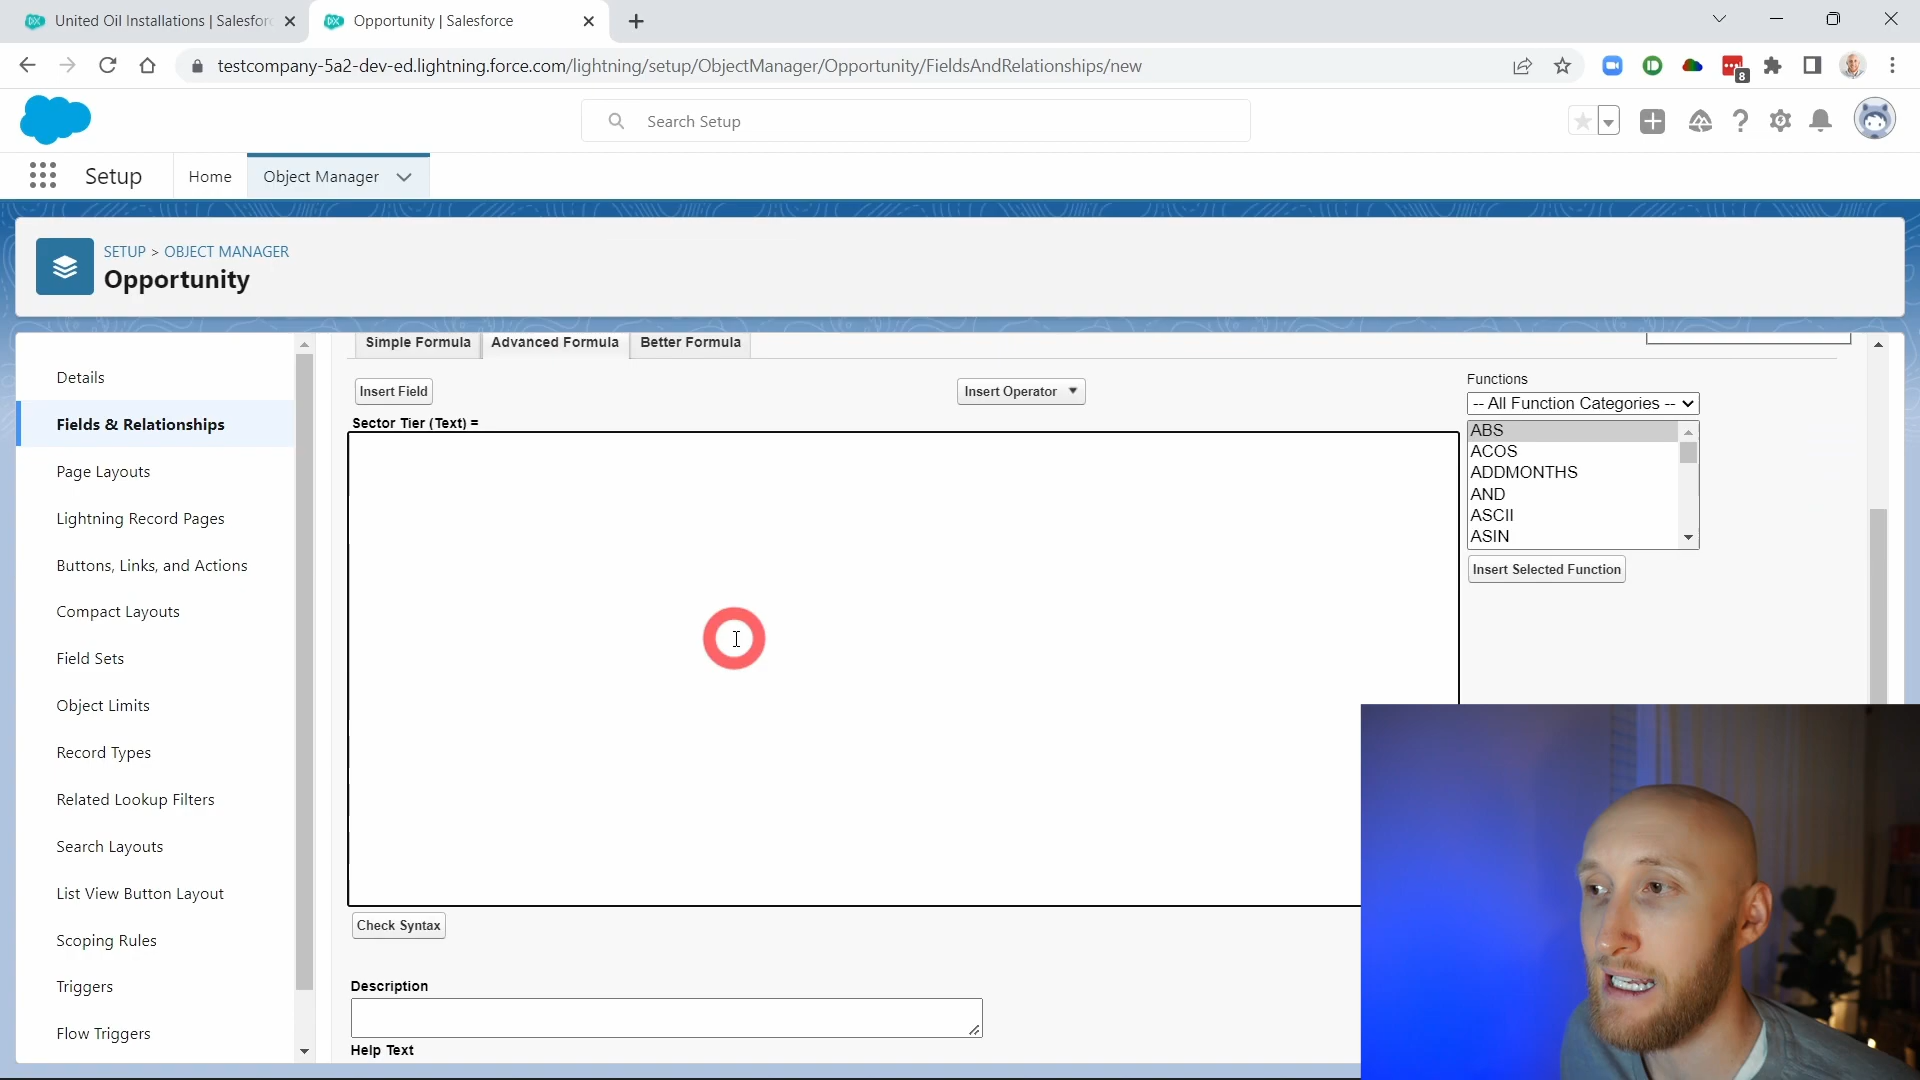 United Oil Installations | Salesforc
Opportunity | Salesforce
testcompany-5a2-dev-ed.lightning.force.com/lightning/setup/ObjectManager/Opportunity/FieldsAndRelationships/new
8
Search Setup
Setup
Home
Object Manager
SETUP > OBJECT MANAGER
Opportunity
Details
Fields & Relationships
Page Layouts
Lightning Record Pages
Buttons, Links, and Actions
Compact Layouts
Field Sets
Object Limits
Record Types
Related Lookup Filters
Search Layouts
List View Button Layout
Scoping Rules
Triggers
Flow Triggers
Simple Formula
Advanced Formula
Better Formula
Insert Field
Insert Operator
Sector Tier (Text) =
Functions
-- All Function Categories --
ABS
ACOS
ADDMONTHS
AND
ASCII
ASIN
Insert Selected Function
Check Syntax
Description
Help Text